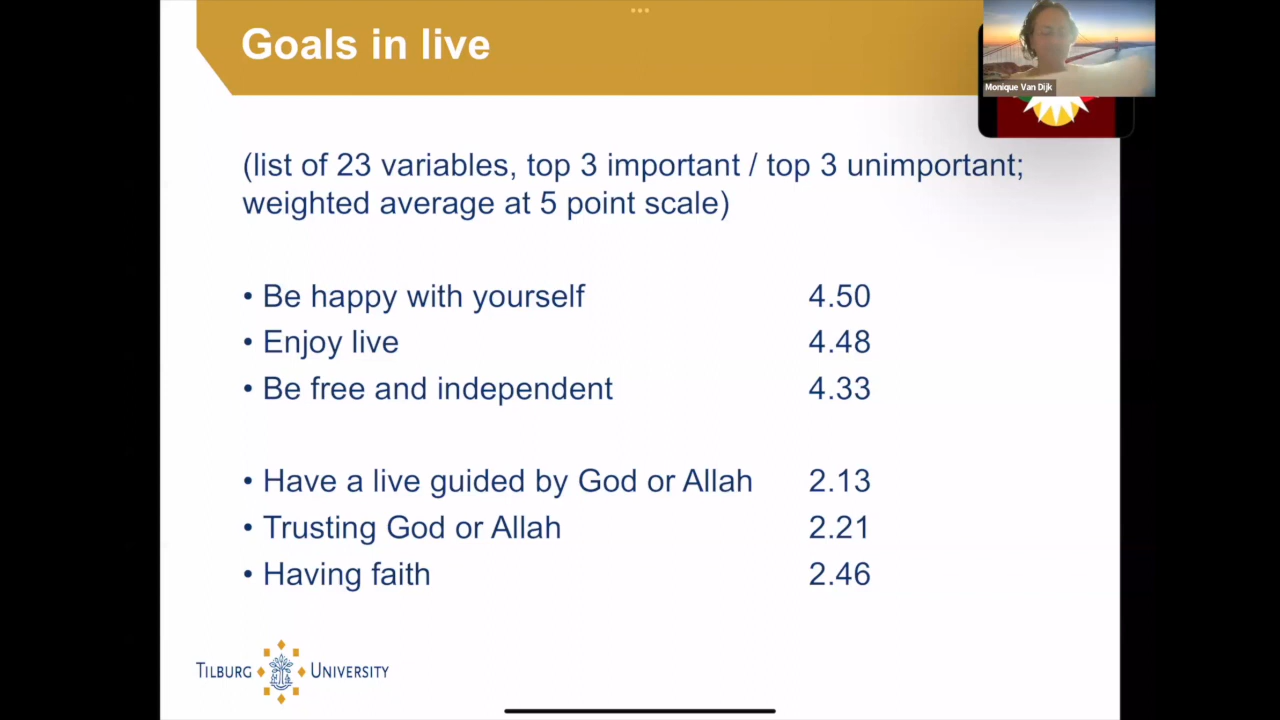 Goals in live
Monique Van Dijk
(list of 23 variables, top 3 important / top 3 unimportant;
weighted average at 5 point scale)
• Be happy with yourself 4.50
• Enjoy live 4.48
• Be free and independent 4.33
• Have a live guided by God or Allah 2.13
• Trusting God or Allah 2.21
• Having faith 2.46
TILBURG UNIVERSITY